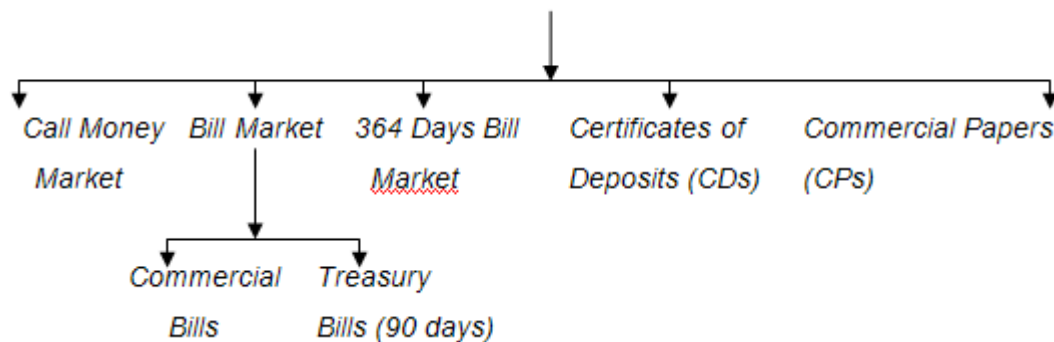 Call Money Market
Bill Market
364 Days Bill Market
Certificates of Deposits (CDs)
Commercial Papers (CPs)
Commercial Bills
Treasury Bills (90 days)